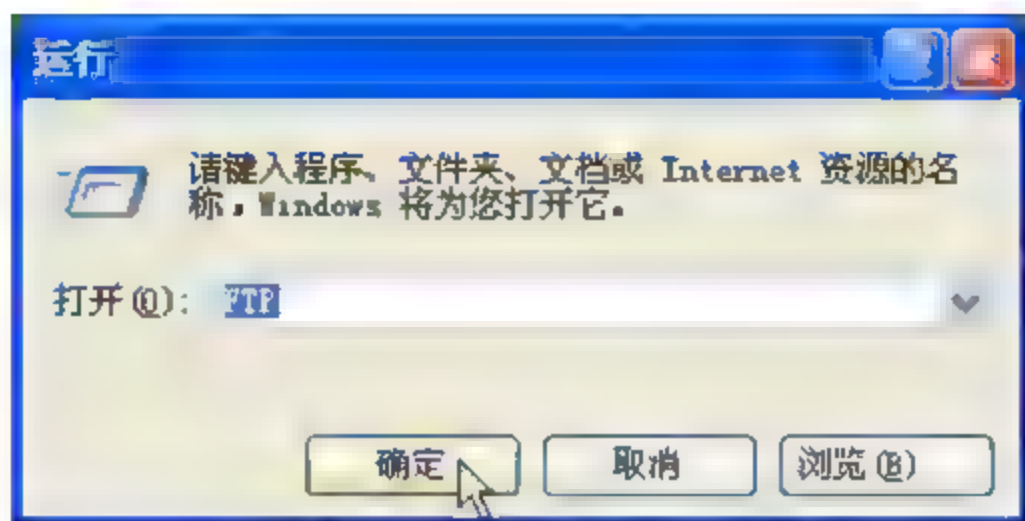 运行
请键入程序、文件夹、文档或 Internet 资源的名
称，Windows 将为您打开它。
打开(O): FTP
确定 取消 浏览(B)